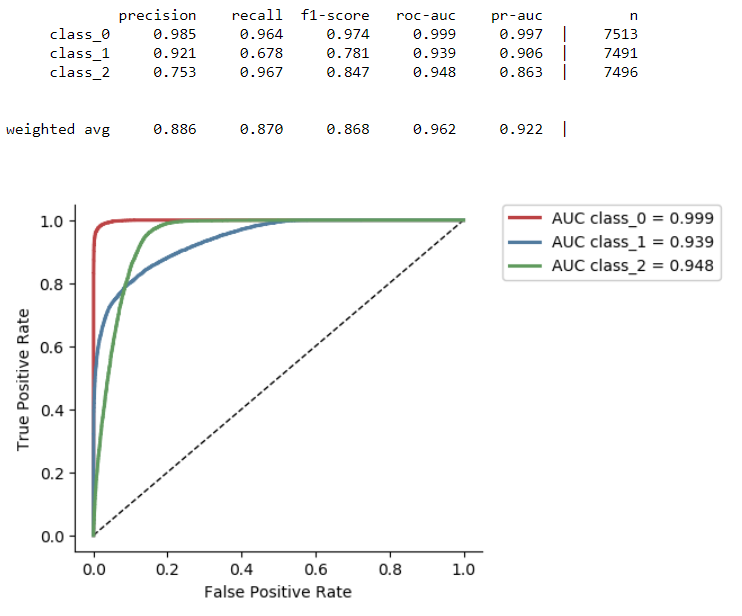 precision recall f1-score roc-auc pr-auc n
class_0 0.985 0.964 0.974 0.999 0.997 | 7513
class_1 0.921 0.678 0.781 0.939 0.906 | 7491
class_2 0.753 0.967 0.847 0.948 0.863 | 7496
weighted avg 0.886 0.870 0.868 0.962 0.922 |
AUC class_0 = 0.999
AUC class_1 = 0.939
AUC class_2 = 0.948
True Positive Rate
1.0
0.8
0.6
0.4
0.2
0.0
0.0 0.2 0.4 0.6 0.8 1.0
False Positive Rate